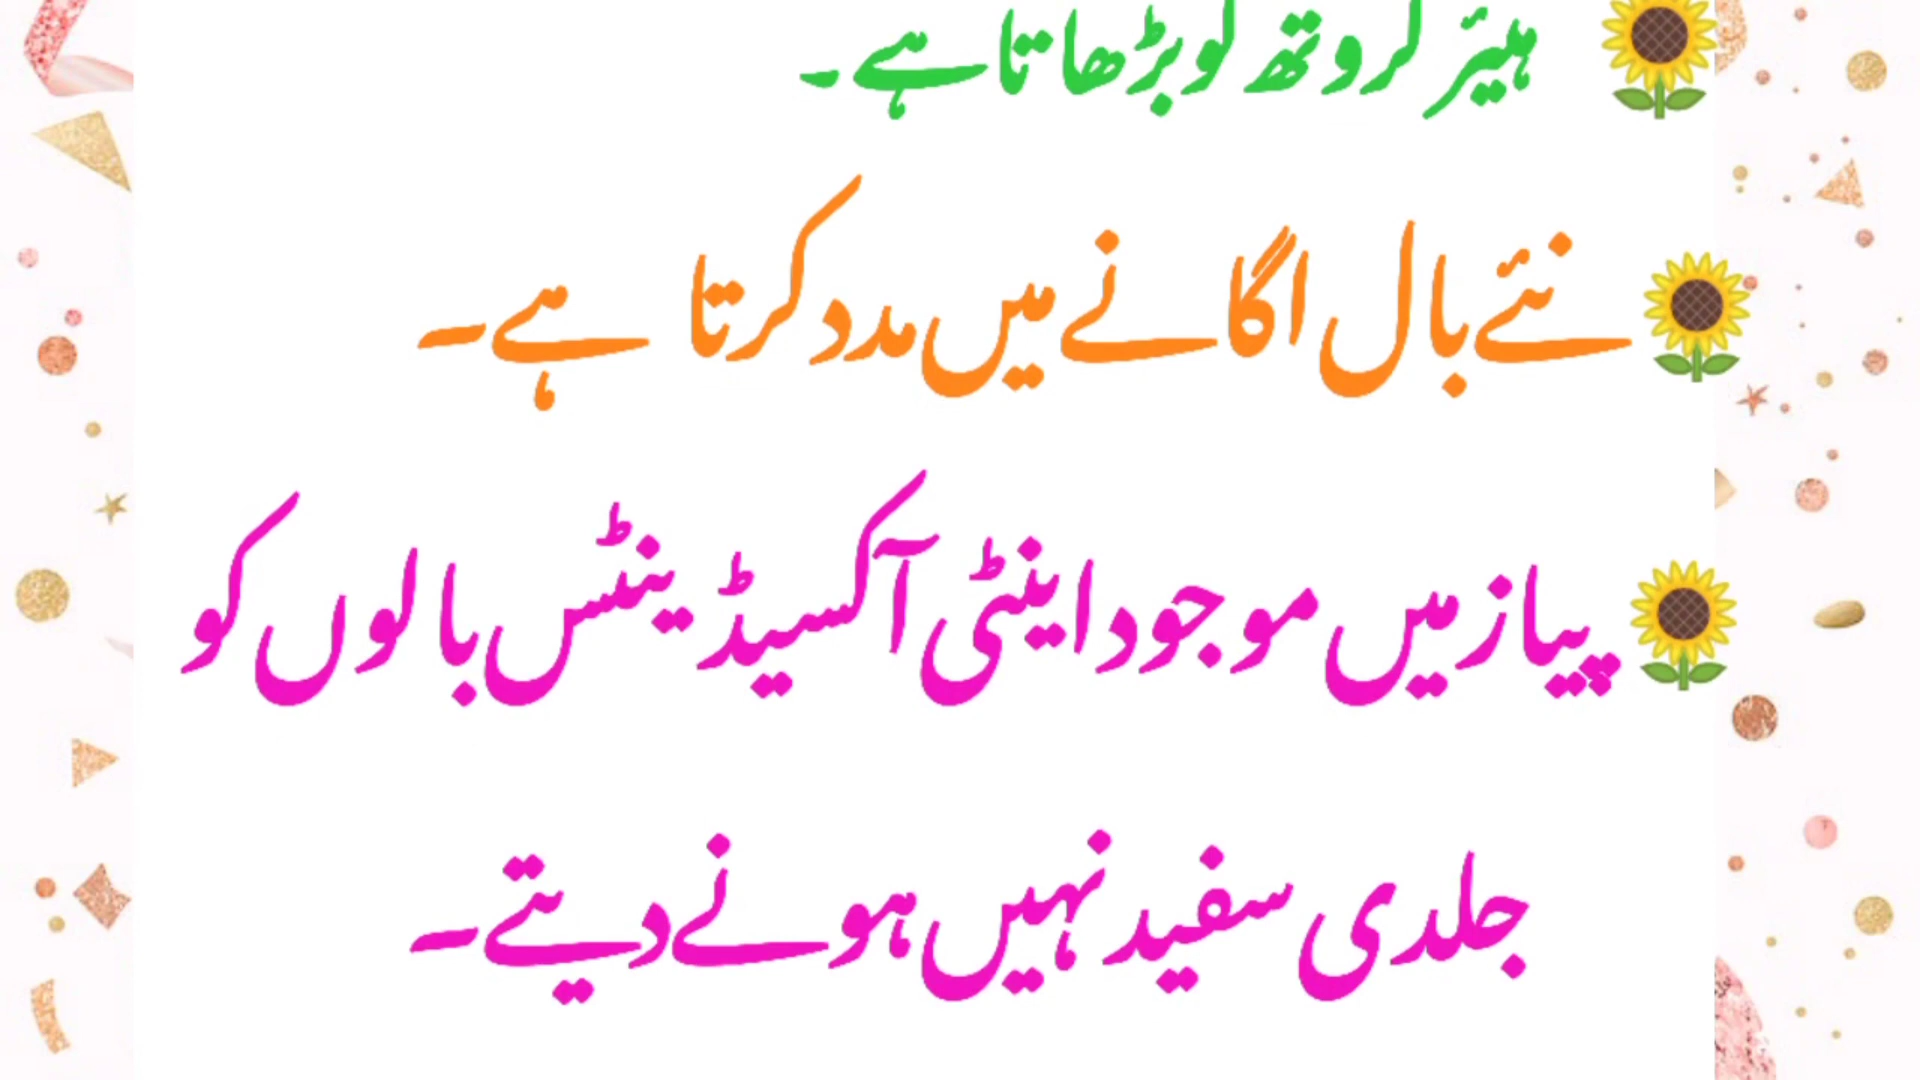 ہیئر گروتھ کو بڑھاتا ہے۔
نئے بال اگانے میں مدد کرتا ہے۔
پیاز میں موجود اینٹی آکسیڈینٹس بالوں کو
جلدی سفید نہیں ہونے دیتے۔